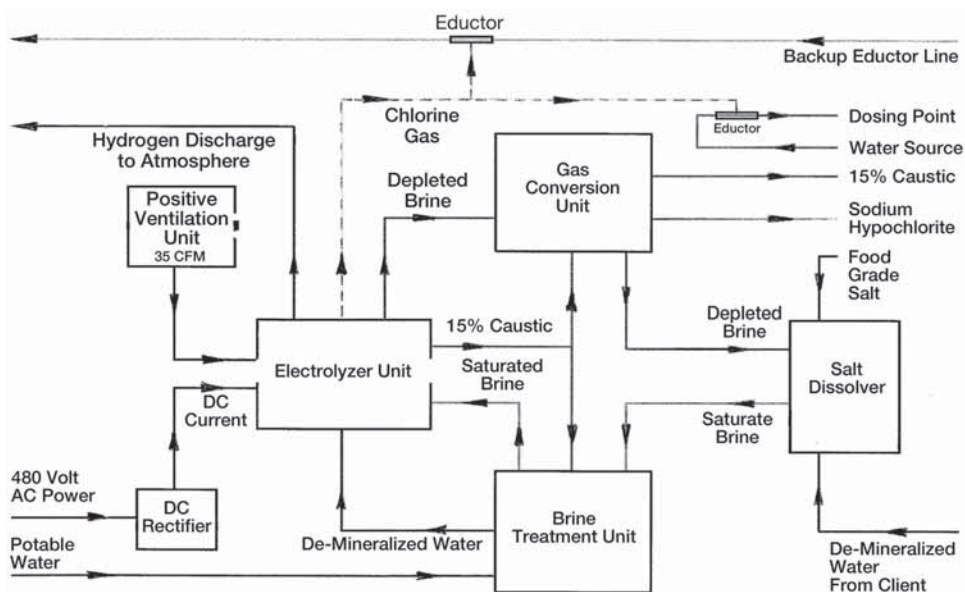 Eductor
Backup Eductor Line
Chlorine
Gas
Eductor
Dosing Point
Water Source
Hydrogen Discharge
to Atmosphere
Depleted
Brine
Gas
Conversion
Unit
15% Caustic
Sodium
Hypochlorite
Positive
Ventilation
Unit
35 CFM
Food
Grade
Salt
15% Caustic
Depleted
Brine
Electrolyzer Unit
Saturated
Brine
Salt
Dissolver
DC
Current
Saturate
Brine
480 Volt
AC Power
DC
Rectifier
Brine
Treatment Unit
De-Mineralized Water
Potable
Water
De-Mineralized
Water
From Client